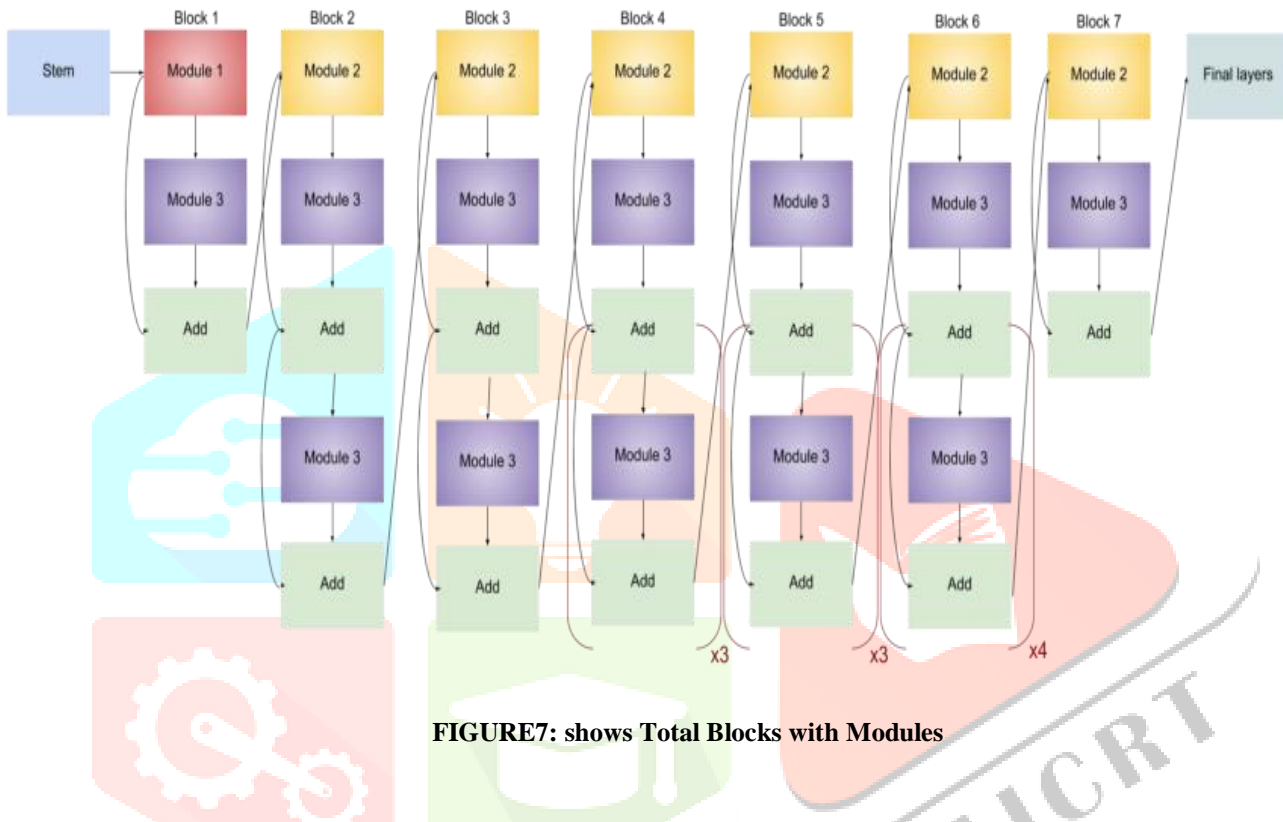 Block 1 Block 2 Block 3 Block 4 Block 5 Block 6 Block 7
Stem Module 1 Module 2 Module 2 Module 2 Module 2 Module 2 Module 2 Final layers
Module 3 Module 3 Module 3 Module 3 Module 3 Module 3 Module 3
Add Add Add Add Add Add Add
Module 3 Module 3 Module 3 Module 3 Module 3
Add Add Add Add Add
x3 x3 x4
FIGURE7: shows Total Blocks with Modules
IJCRT